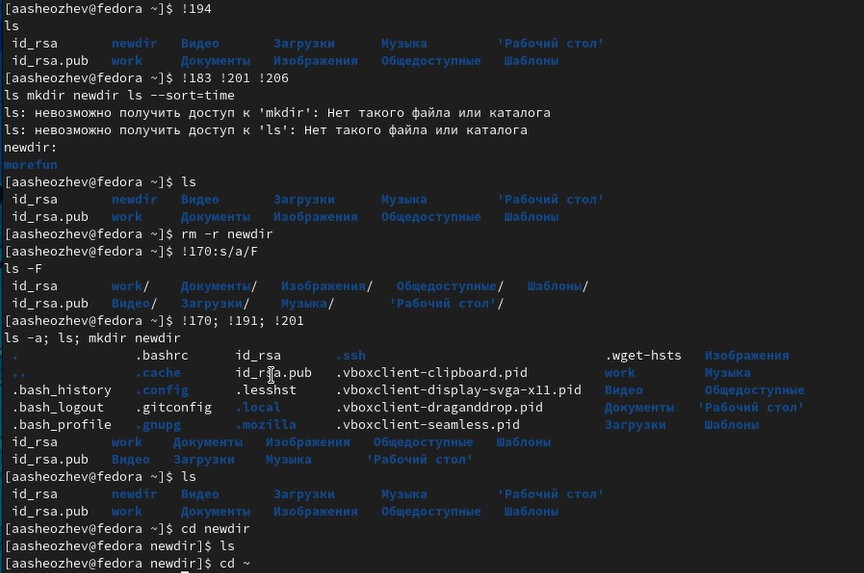 [aasheozhev@fedora ~]$ !194
ls
id_rsa newdir Видео Загрузки Музыка 'Рабочий стол'
id_rsa.pub work Документы Изображения Общедоступные Шаблоны
[aasheozhev@fedora ~]$ !183 !201 !206
ls mkdir newdir ls --sort=time
ls: невозможно получить доступ к 'mkdir': Нет такого файла или каталога
ls: невозможно получить доступ к 'ls': Нет такого файла или каталога
newdir:
morefun
[aasheozhev@fedora ~]$ ls
id_rsa newdir Видео Загрузки Музыка 'Рабочий стол'
id_rsa.pub work Документы Изображения Общедоступные Шаблоны
[aasheozhev@fedora ~]$ rm -r newdir
[aasheozhev@fedora ~]$ !170:s/a/F
ls -F
id_rsa work/ Документы/ Изображения/ Общедоступные/ Шаблоны/
id_rsa.pub Видео/ Загрузки/ Музыка/ 'Рабочий стол'/
[aasheozhev@fedora ~]$ !170; !191; !201
ls -a; ls; mkdir newdir
. .bashrc id_rsa .ssh .wget-hsts Изображения
.. .cache id_rsa.pub .vboxclient-clipboard.pid work Музыка
.bash_history .config .lesshst .vboxclient-display-svga-x11.pid Видео Общедоступные
.bash_logout .gitconfig .local .vboxclient-draganddrop.pid Документы 'Рабочий стол'
.bash_profile .gnupg .mozilla .vboxclient-seamless.pid Загрузки Шаблоны
id_rsa work Документы Изображения Общедоступные Шаблоны
id_rsa.pub Видео Загрузки Музыка 'Рабочий стол'
[aasheozhev@fedora ~]$ ls
id_rsa newdir Видео Загрузки Музыка 'Рабочий стол'
id_rsa.pub work Документы Изображения Общедоступные Шаблоны
[aasheozhev@fedora ~]$ cd newdir
[aasheozhev@fedora newdir]$ ls
[aasheozhev@fedora newdir]$ cd ~